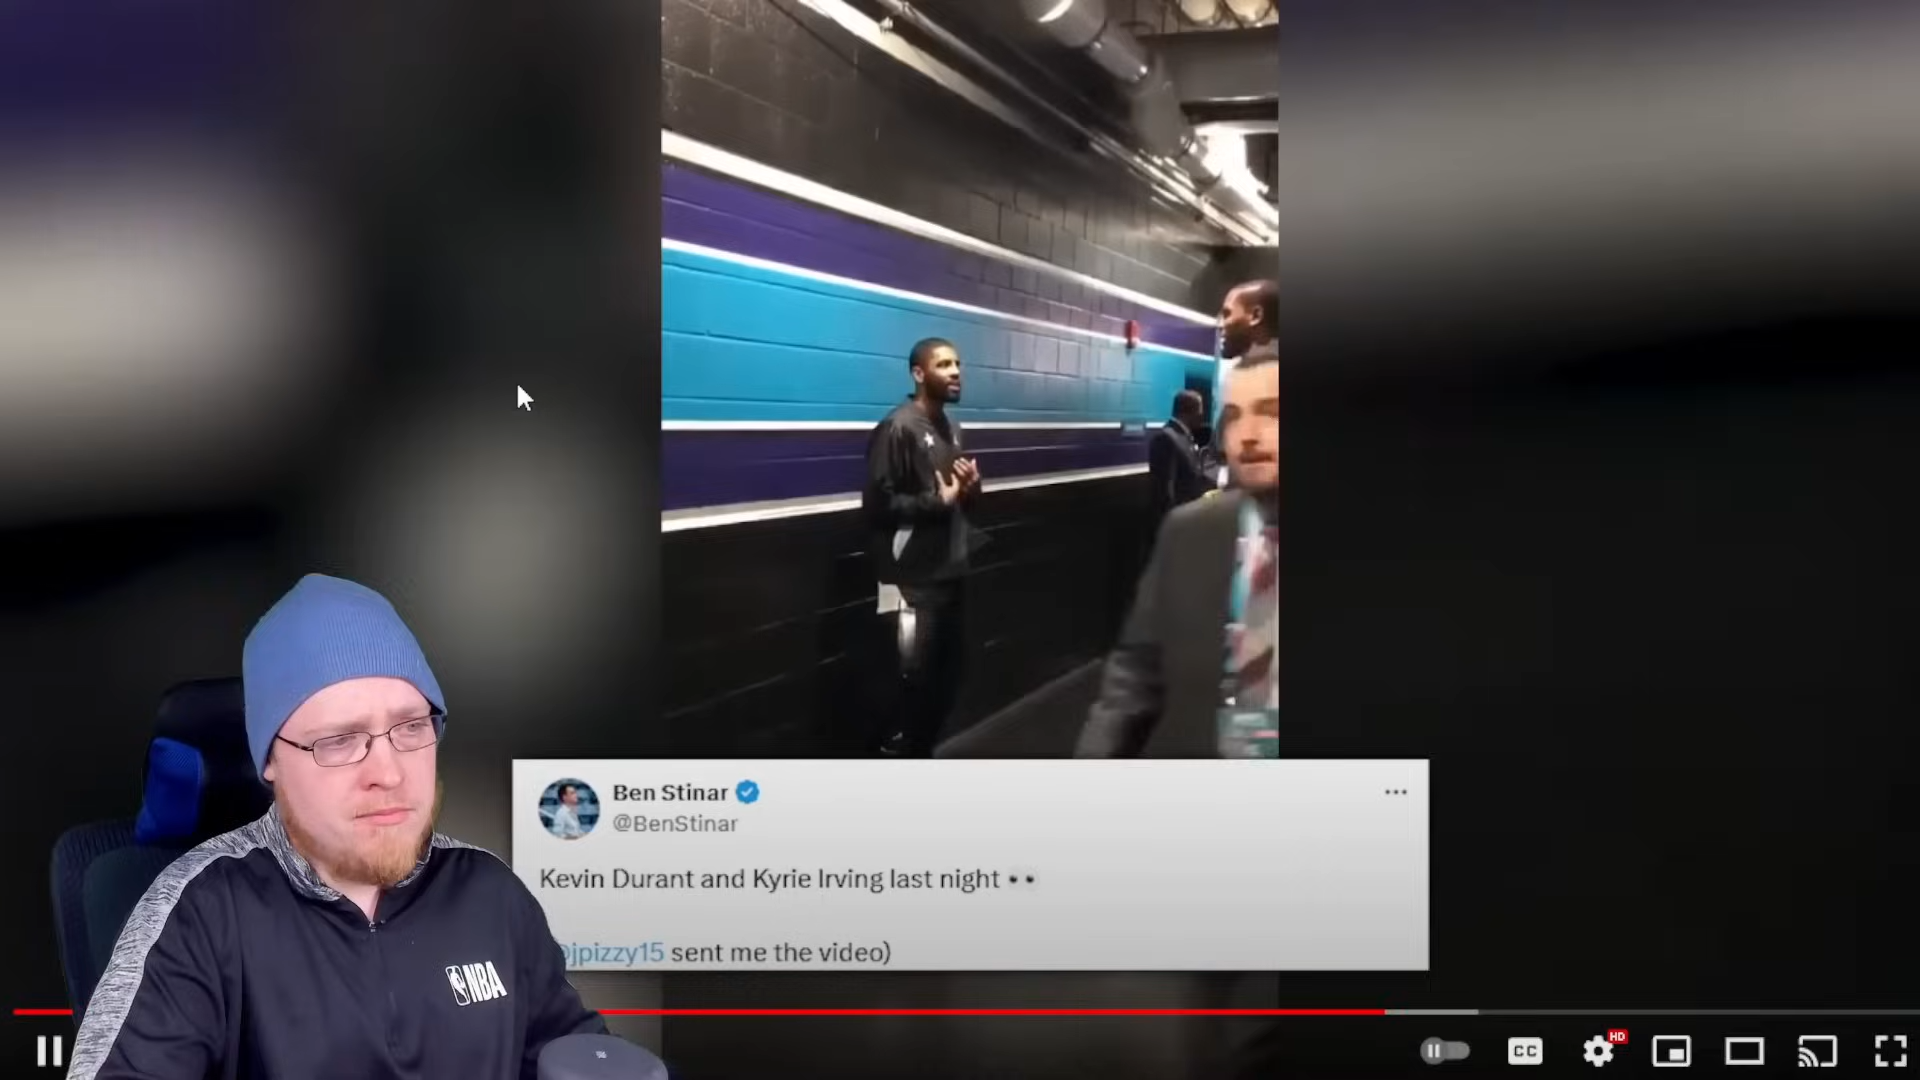 Ben Stinar
@BenStinar
Kevin Durant and Kyrie Irving last night
jpizzy15 sent me the video)
NBA
HD
CC